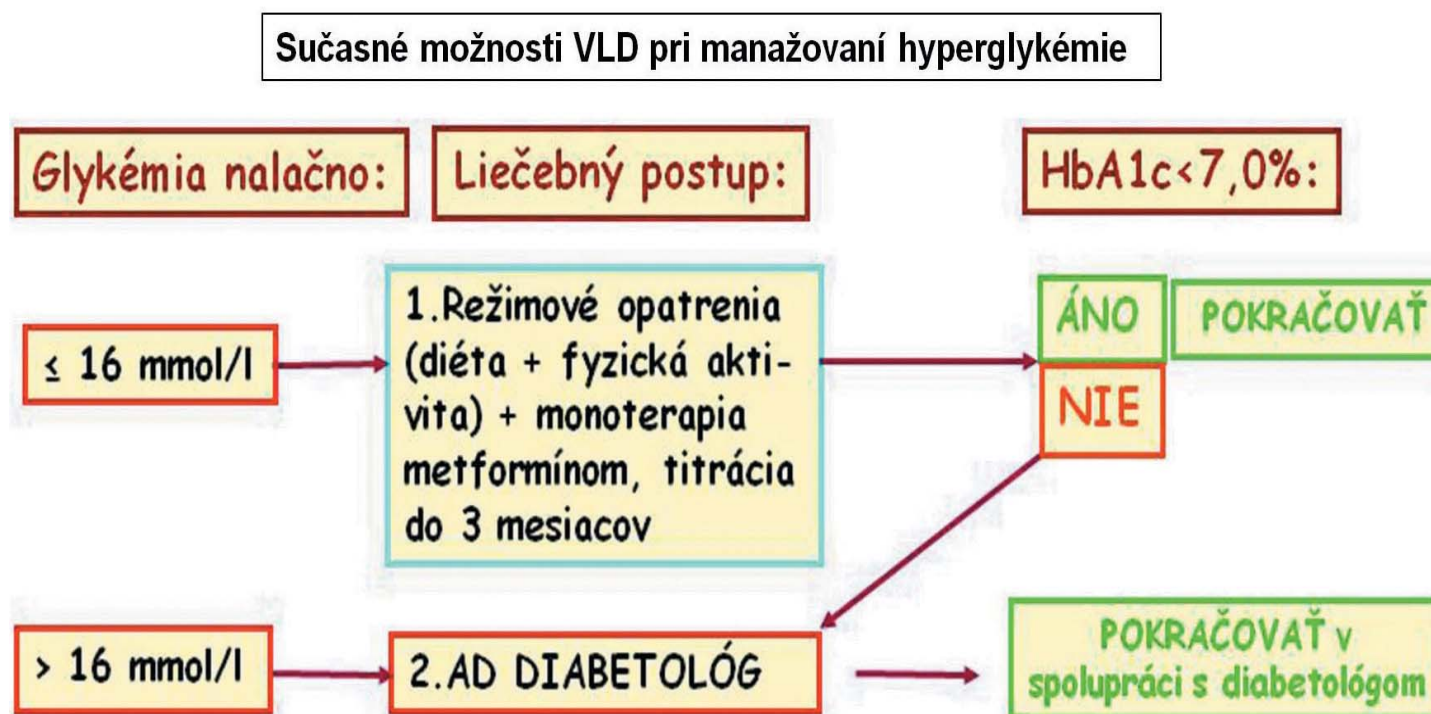 Sučasné možnosti VLD pri manažovaní hyperglykémie
Glykémia nalačno:
Liečebný postup:
HbA1c<7,0%:
≤ 16 mmol/l
1.Režimové opatrenia
(diéta + fyzická akti-
vita) + monoterapia
metformínom, titrácia
do 3 mesiacov
ÁNO
POKRAČOVAŤ
NIE
> 16 mmol/l
2.AD DIABETOLÓG
POKRAČOVAŤ v
spolupráci s diabetológom